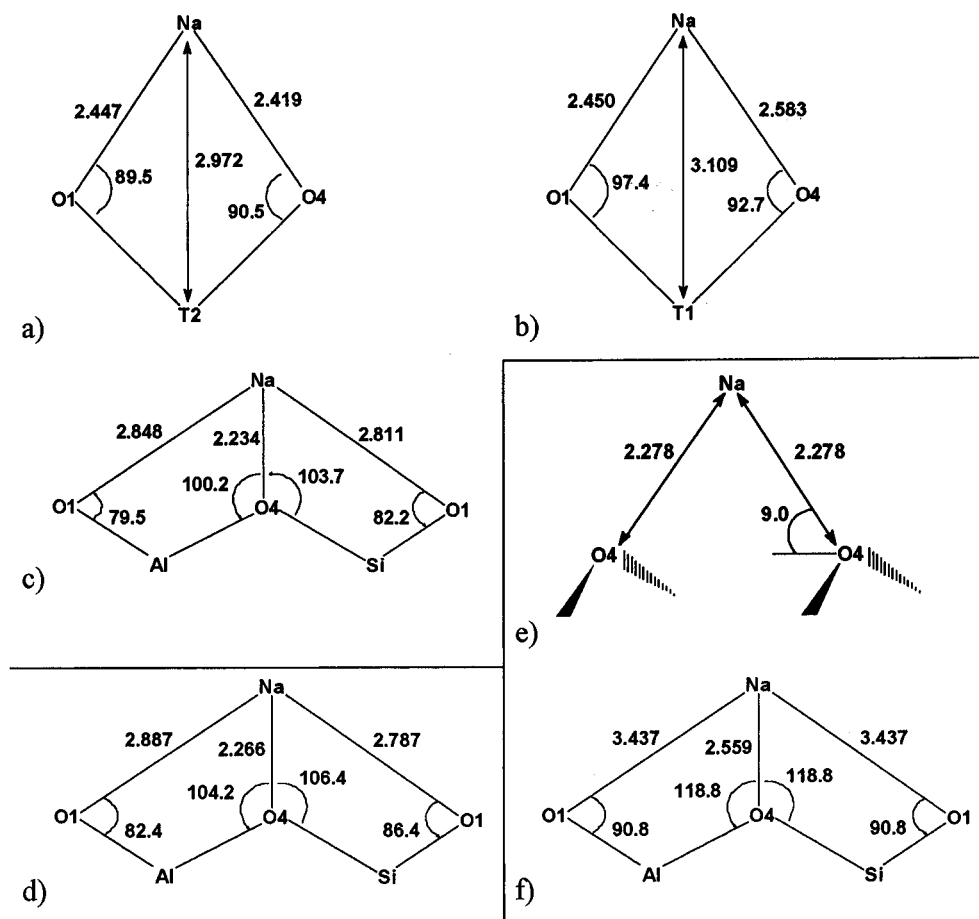 Na
2.447
2.419
2.972
89.5
O1
90.5
O4
T2
a)
Na
2.450
2.583
3.109
97.4
O1
92.7
O4
T1
b)
Na
2.848
2.234
2.811
100.2
103.7
O1
79.5
O4
82.2
O1
Al
Si
c)
Na
2.278
2.278
9.0
O4
O4
e)
Na
2.887
2.266
2.787
104.2
106.4
O1
82.4
O4
86.4
O1
Al
Si
d)
Na
3.437
2.559
3.437
118.8
118.8
O1
90.8
O4
90.8
O1
Al
Si
f)